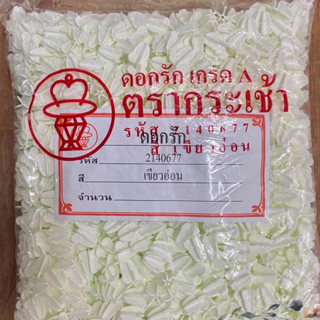 ดอกรัก เกรด A
ตรากระเช้า
รหัส 2140677
สี เขียวอ่อน
ดอกรัก
รหัส 2140677
สี เขียวอ่อน
จำนวน